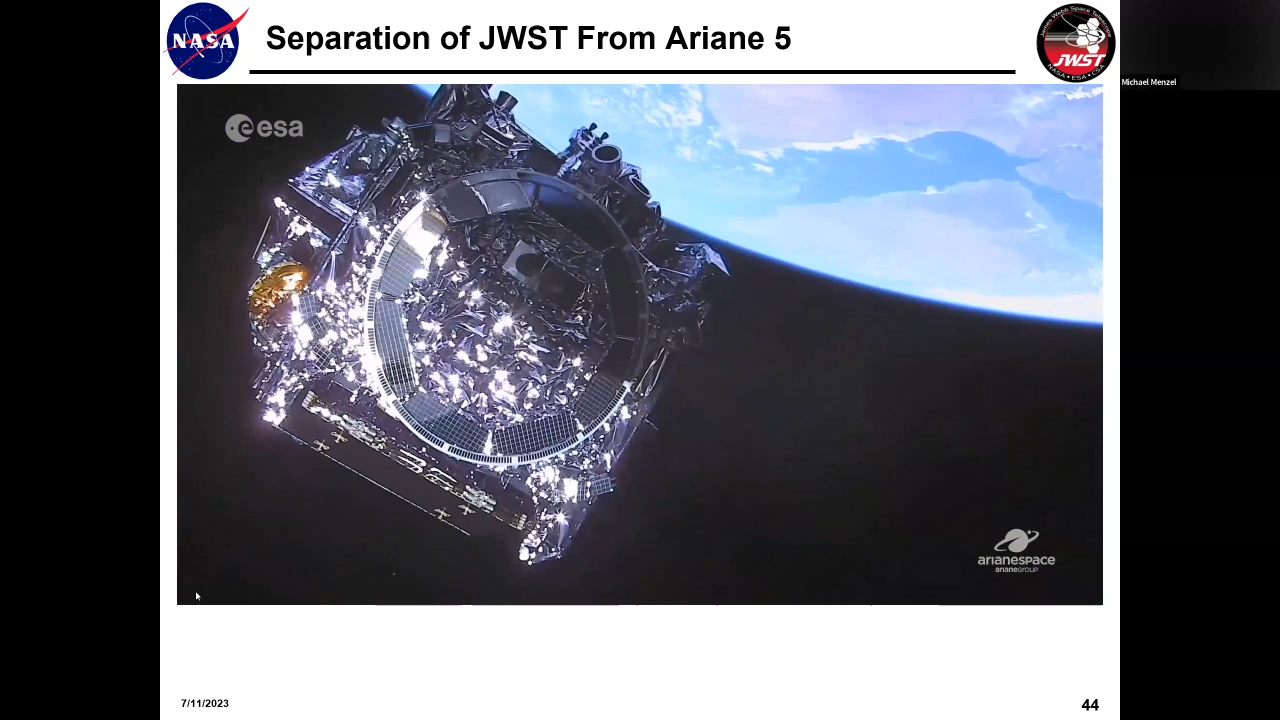 NASA
Separation of JWST From Ariane 5
James Webb Space Telescope
JWST
NASA • ESA • CSA
Michael Menzel
esa
arianespace
arianeGROUP
7/11/2023
44